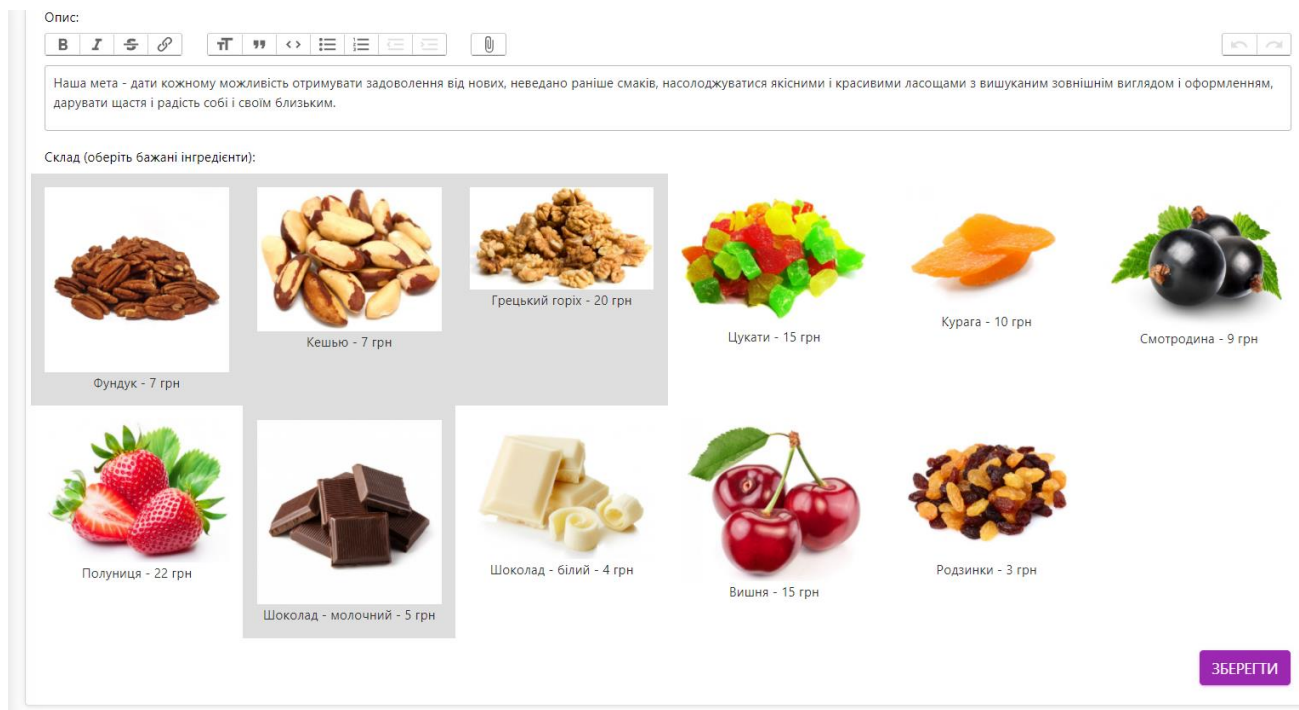 Опис:
Наша мета - дати кожному можливість отримувати задоволення від нових, неведано раніше смаків, насолоджуватися якісними і красивими ласощами з вишуканим зовнішнім виглядом і оформленням,
дарувати щастя і радість собі і своїм близьким.
Склад (оберіть бажані інгредієнти):
Фундук - 7 грн
Кешью - 7 грн
Грецький горіх - 20 грн
Цукати - 15 грн
Курага - 10 грн
Смотродина - 9 грн
Полуниця - 22 грн
Шоколад - молочний - 5 грн
Шоколад - білий - 4 грн
Вишня - 15 грн
Родзинки - 3 грн
ЗБЕРЕГТИ